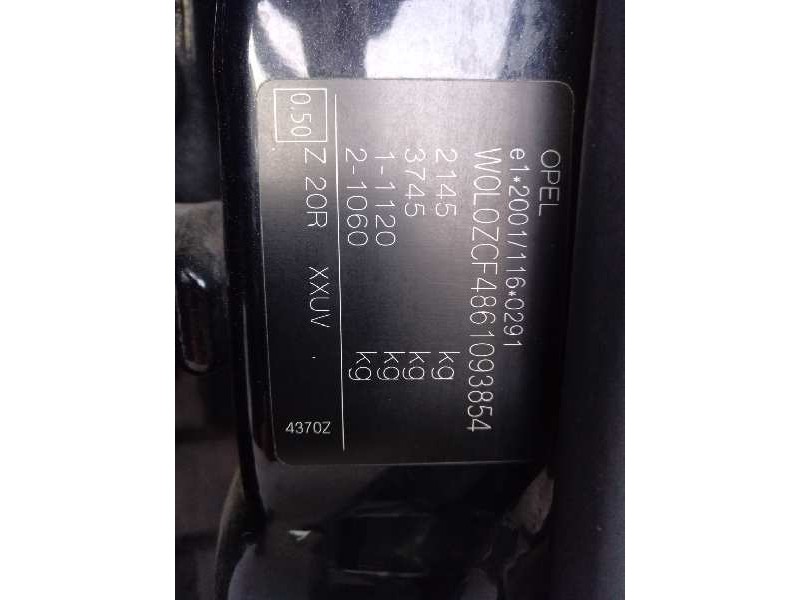 OPEL
e1*2001/116*0291
W0L0ZCF4861093854
2145 kg
3745 kg
1-1120 kg
2-1060 kg
Z 20R XXUV .
0.50
4370Z